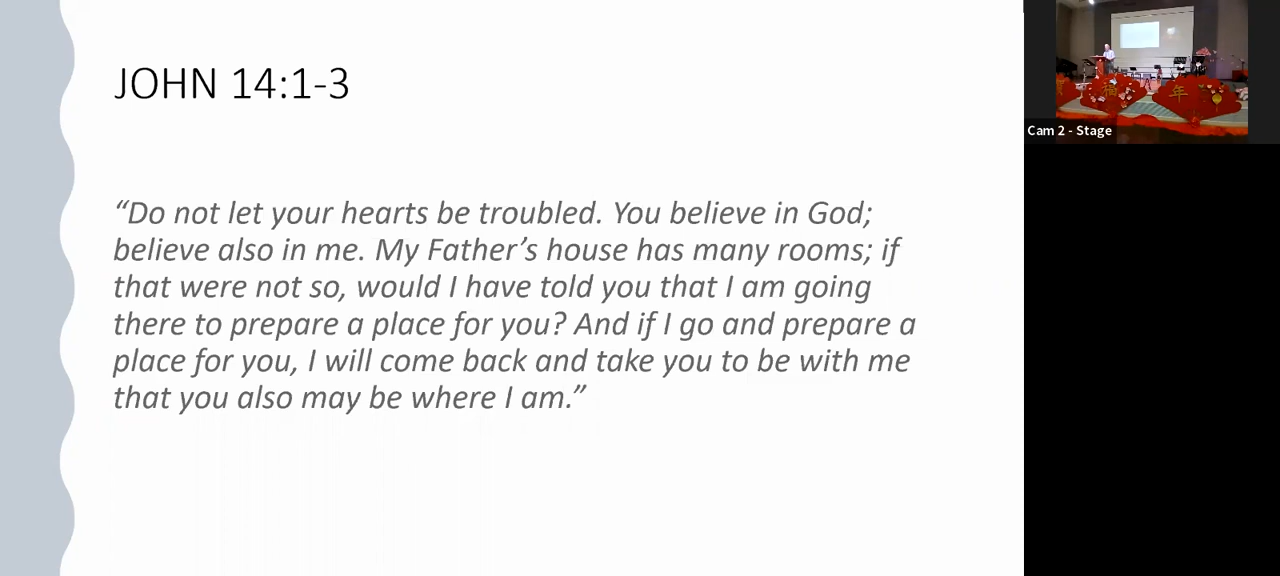 JOHN 14:1-3
“Do not let your hearts be troubled. You believe in God;
believe also in me. My Father’s house has many rooms; if
that were not so, would I have told you that I am going
there to prepare a place for you? And if I go and prepare a
place for you, I will come back and take you to be with me
that you also may be where I am.”
福
年
Cam 2 - Stage